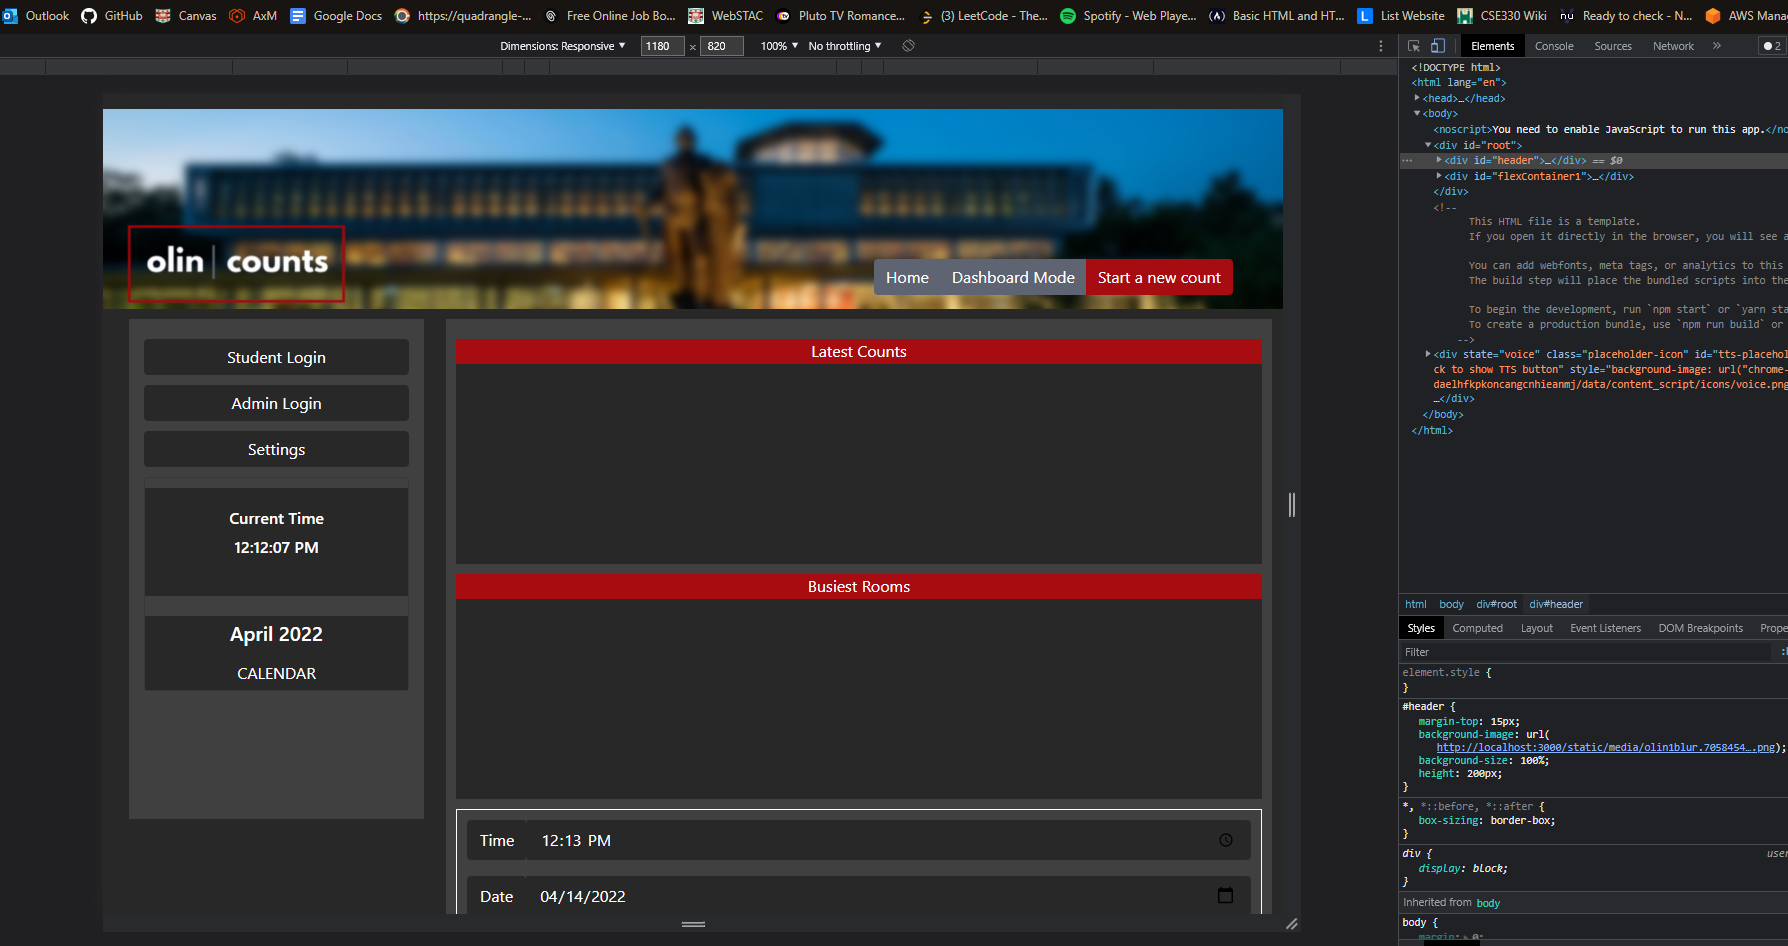 Outlook GitHub Canvas AxM Google Docs https://quadrangle-... Free Online Job Bo... WebSTAC Pluto TV Romance... (3) LeetCode - The... Spotify - Web Playe... Basic HTML and HT... List Website CSE330 Wiki Ready to check - N... AWS Mana
Dimensions: Responsive 1180 × 820 100% No throttling
Elements Console Sources Network » 2
<!DOCTYPE html>
<html lang="en">
<head>…</head>
<body>
<noscript>You need to enable JavaScript to run this app.</no
<div id="root">
<div id="header">…</div> == $0
<div id="flexContainer1">…</div>
</div>
<!--
This HTML file is a template.
If you open it directly in the browser, you will see a
You can add webfonts, meta tags, or analytics to this
The build step will place the bundled scripts into the
To begin the development, run `npm start` or `yarn sta
To create a production bundle, use `npm run build` or
-->
<div state="voice" class="placeholder-icon" id="tts-placehol
ck to show TTS button" style="background-image: url("chrome-
daelhfkpkoncangcnhieanmj/data/content_script/icons/voice.png
…</div>
</body>
</html>
olin | counts
Home Dashboard Mode Start a new count
Student Login
Admin Login
Settings
Current Time
12:12:07 PM
April 2022
CALENDAR
Latest Counts
Busiest Rooms
Time 12:13 PM
Date 04/14/2022
html body div#root div#header
Styles Computed Layout Event Listeners DOM Breakpoints Prope
Filter :h
element.style {
}
#header {
margin-top: 15px;
background-image: url(
http://localhost:3000/static/media/olin1blur.7058454….png);
background-size: 100%;
height: 200px;
}
*, *::before, *::after {
box-sizing: border-box;
}
div { user
display: block;
}
Inherited from body
body {
margin: 0;